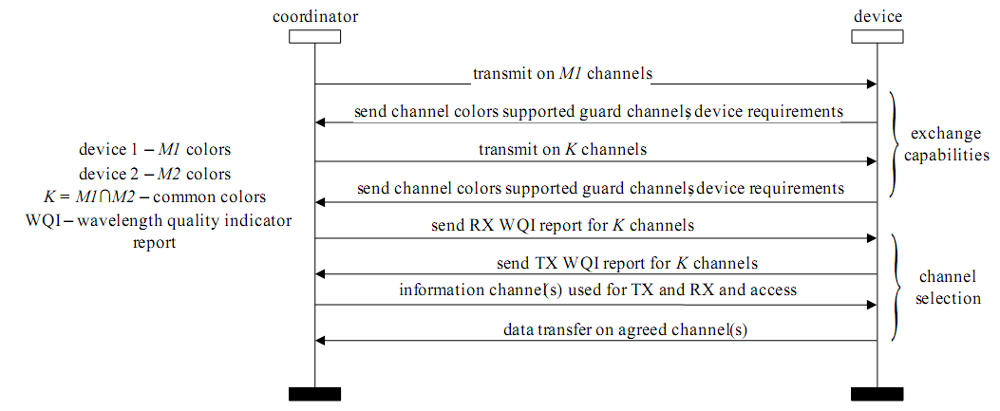 coordinator
device
transmit on M1 channels
send channel colors supported guard channels, device requirements
exchange
capabilities
transmit on K channels
device 1 – M1 colors
device 2 – M2 colors
K = M1∩M2 – common colors
WQI – wavelength quality indicator
report
send channel colors supported guard channels, device requirements
send RX WQI report for K channels
send TX WQI report for K channels
channel
selection
information channel(s) used for TX and RX and access
data transfer on agreed channel(s)